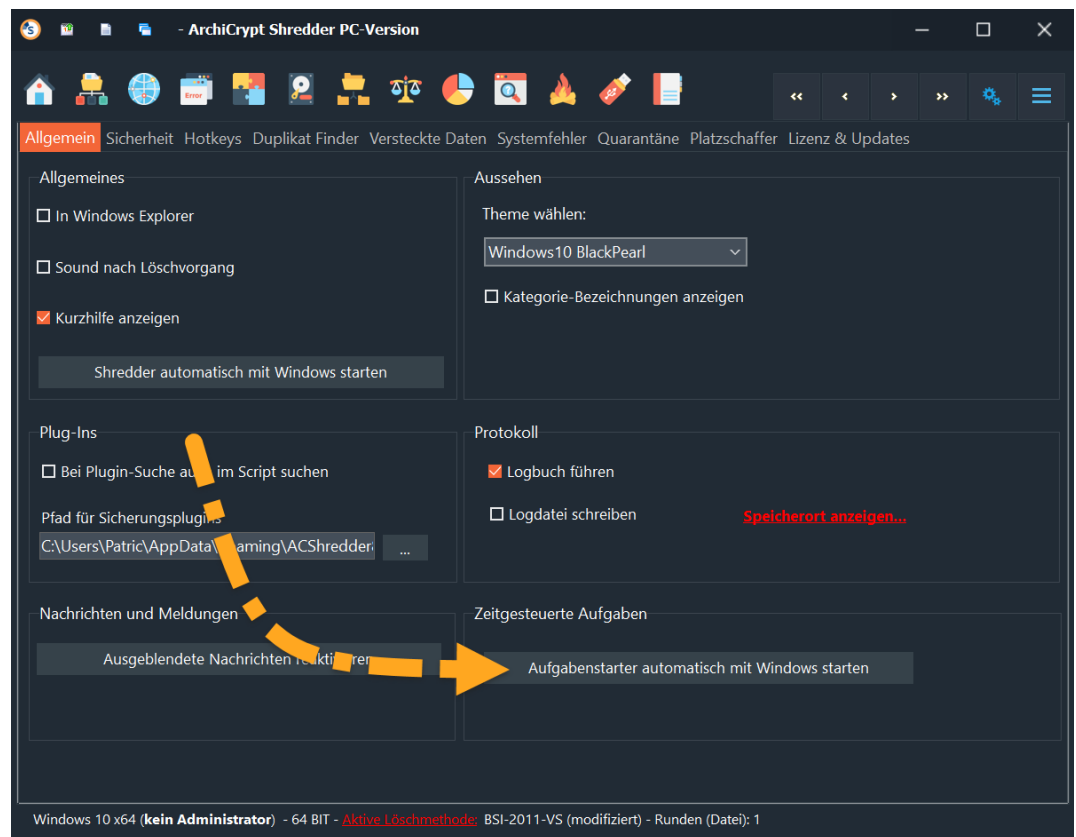 - ArchiCrypt Shredder PC-Version
Error
Allgemein Sicherheit Hotkeys Duplikat Finder Versteckte Daten Systemfehler Quarantäne Platzschaffer Lizenz & Updates
Allgemeines
In Windows Explorer
Sound nach Löschvorgang
Kurzhilfe anzeigen
Shredder automatisch mit Windows starten
Aussehen
Theme wählen:
Windows10 BlackPearl
Kategorie-Bezeichnungen anzeigen
Plug-Ins
Bei Plugin-Suche im Script suchen
Pfad für Sicherungsplugins
C:\Users\Patric\AppData\
...
Protokoll
Logbuch führen
Logdatei schreiben
Speicherort anzeigen...
Nachrichten und Meldungen
Ausgeblendete Nachrichten
Zeitgesteuerte Aufgaben
Aufgabenstarter automatisch mit Windows starten
Windows 10 x64 (kein Administrator) - 64 BIT - Aktive Löschmethode: BSI-2011-VS (modifiziert) - Runden (Datei): 1